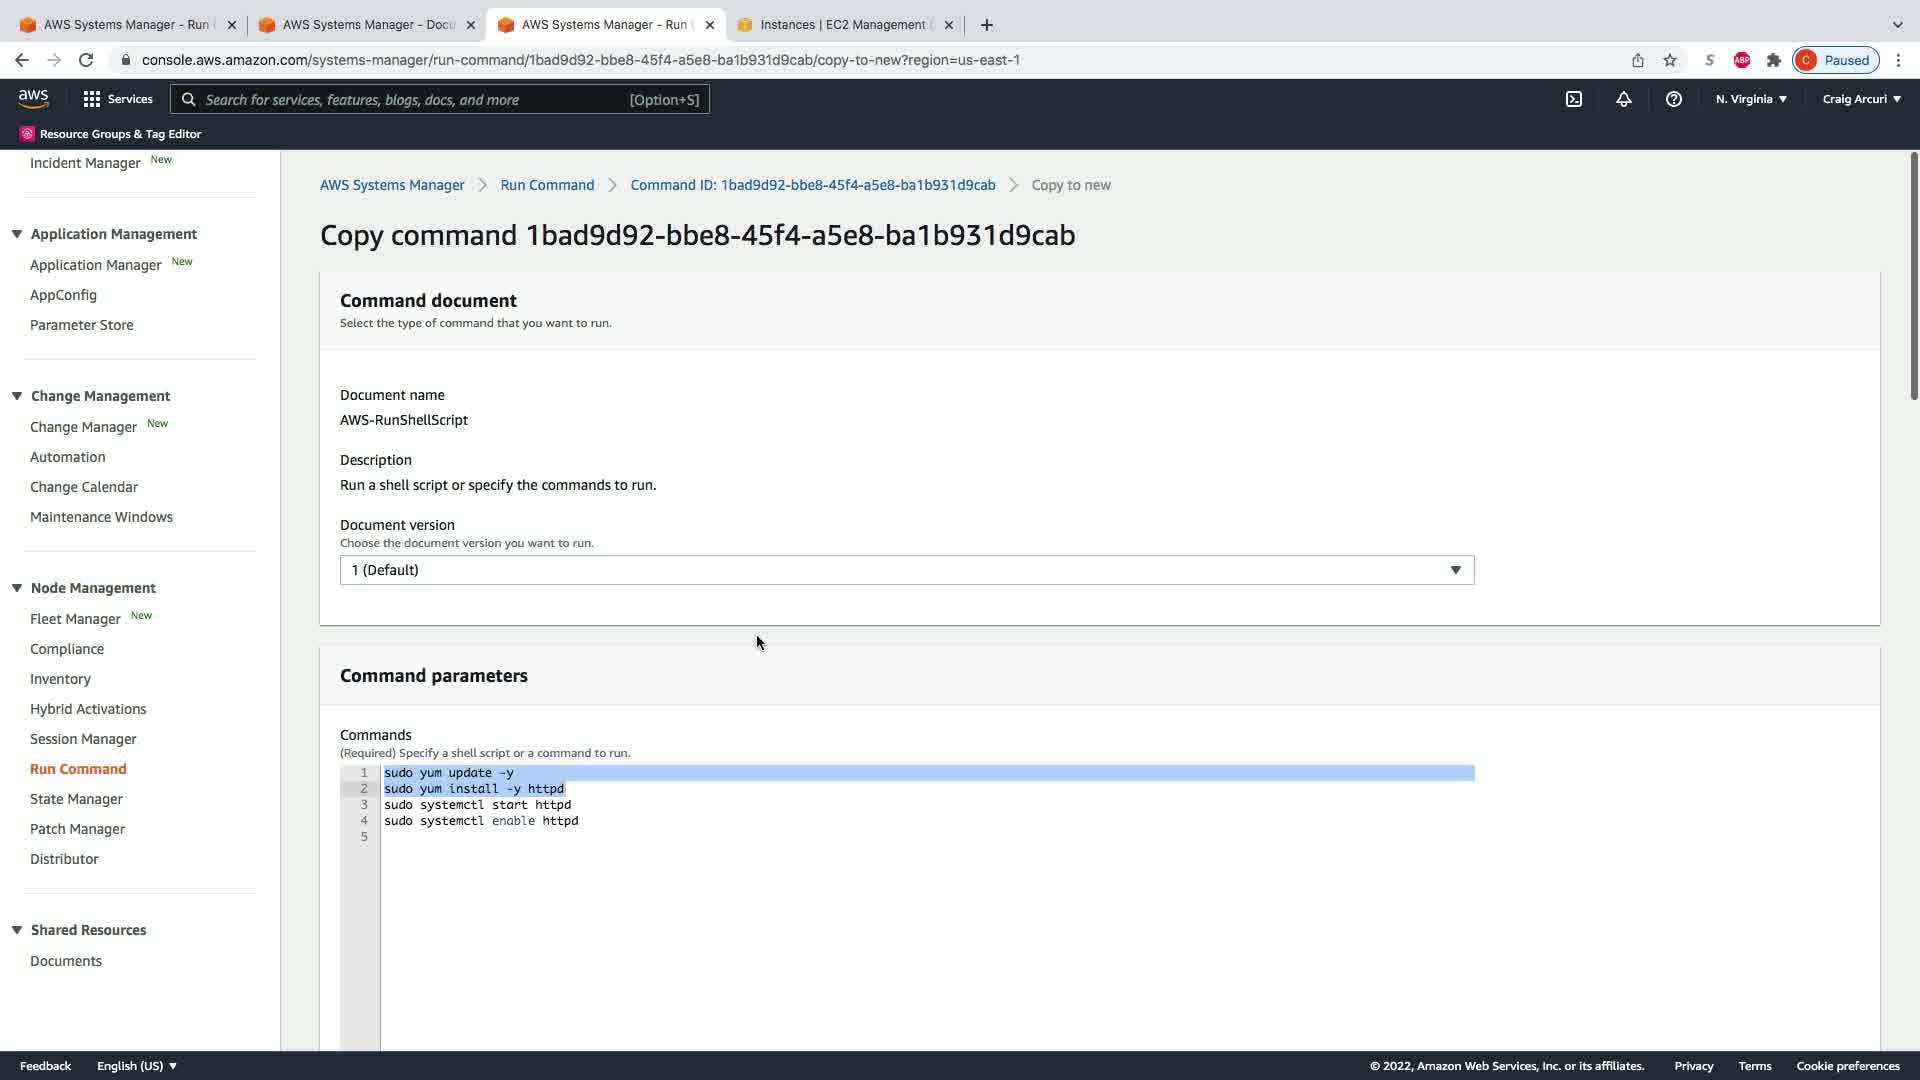 AWS Systems Manager - Run
AWS Systems Manager - Docu
AWS Systems Manager - Run
Instances | EC2 Management
console.aws.amazon.com/systems-manager/run-command/1bad9d92-bbe8-45f4-a5e8-ba1b931d9cab/copy-to-new?region=us-east-1
S
ABP
C Paused
aws
Services
Search for services, features, blogs, docs, and more [Option+S]
N. Virginia
Craig Arcuri
Resource Groups & Tag Editor
Incident Manager New
Application Management
Application Manager New
AppConfig
Parameter Store
Change Management
Change Manager New
Automation
Change Calendar
Maintenance Windows
Node Management
Fleet Manager New
Compliance
Inventory
Hybrid Activations
Session Manager
Run Command
State Manager
Patch Manager
Distributor
Shared Resources
Documents
AWS Systems Manager
Run Command
Command ID: 1bad9d92-bbe8-45f4-a5e8-ba1b931d9cab
Copy to new
Copy command 1bad9d92-bbe8-45f4-a5e8-ba1b931d9cab
Command document
Select the type of command that you want to run.
Document name
AWS-RunShellScript
Description
Run a shell script or specify the commands to run.
Document version
Choose the document version you want to run.
1 (Default)
Command parameters
Commands
(Required) Specify a shell script or a command to run.
1 sudo yum update -y
2 sudo yum install -y httpd
3 sudo systemctl start httpd
4 sudo systemctl enable httpd
5
Feedback
English (US)
© 2022, Amazon Web Services, Inc. or its affiliates.
Privacy
Terms
Cookie preferences